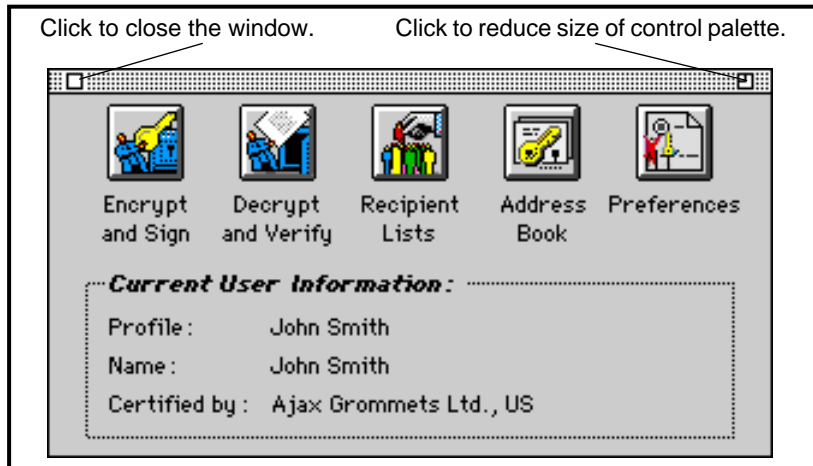 Click to close the window.
Click to reduce size of control palette.
Encrypt and Sign
Decrypt and Verify
Recipient Lists
Address Book
Preferences
Current User Information:
Profile: John Smith
Name: John Smith
Certified by: Ajax Grommets Ltd., US